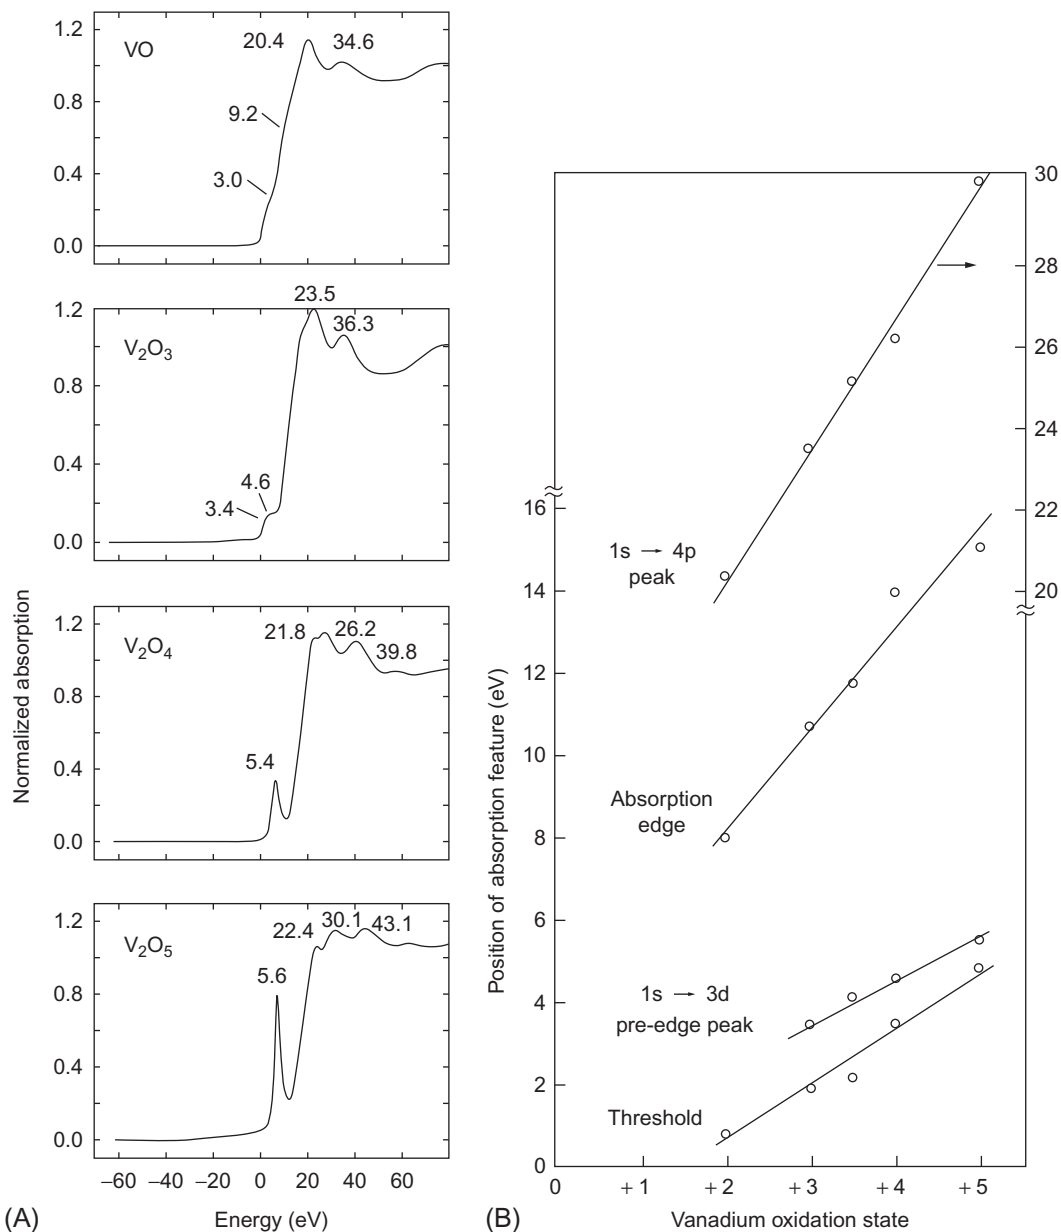 VO
20.4 34.6
9.2
3.0
1.2
0.8
0.4
0.0
V2O3
23.5
36.3
4.6
3.4
1.2
0.8
0.4
0.0
V2O4
21.8 26.2
39.8
5.4
1.2
0.8
0.4
0.0
V2O5
22.4 30.1 43.1
5.6
1.2
0.8
0.4
0.0
−60 −40 −20 0 20 40 60
Normalized absorption
Energy (eV)
(A)
30
28
26
24
22
20
16
14
12
10
8
6
4
2
0
1s → 4p
peak
Absorption
edge
1s → 3d
pre-edge peak
Threshold
Position of absorption feature (eV)
0 +1 +2 +3 +4 +5
Vanadium oxidation state
(B)